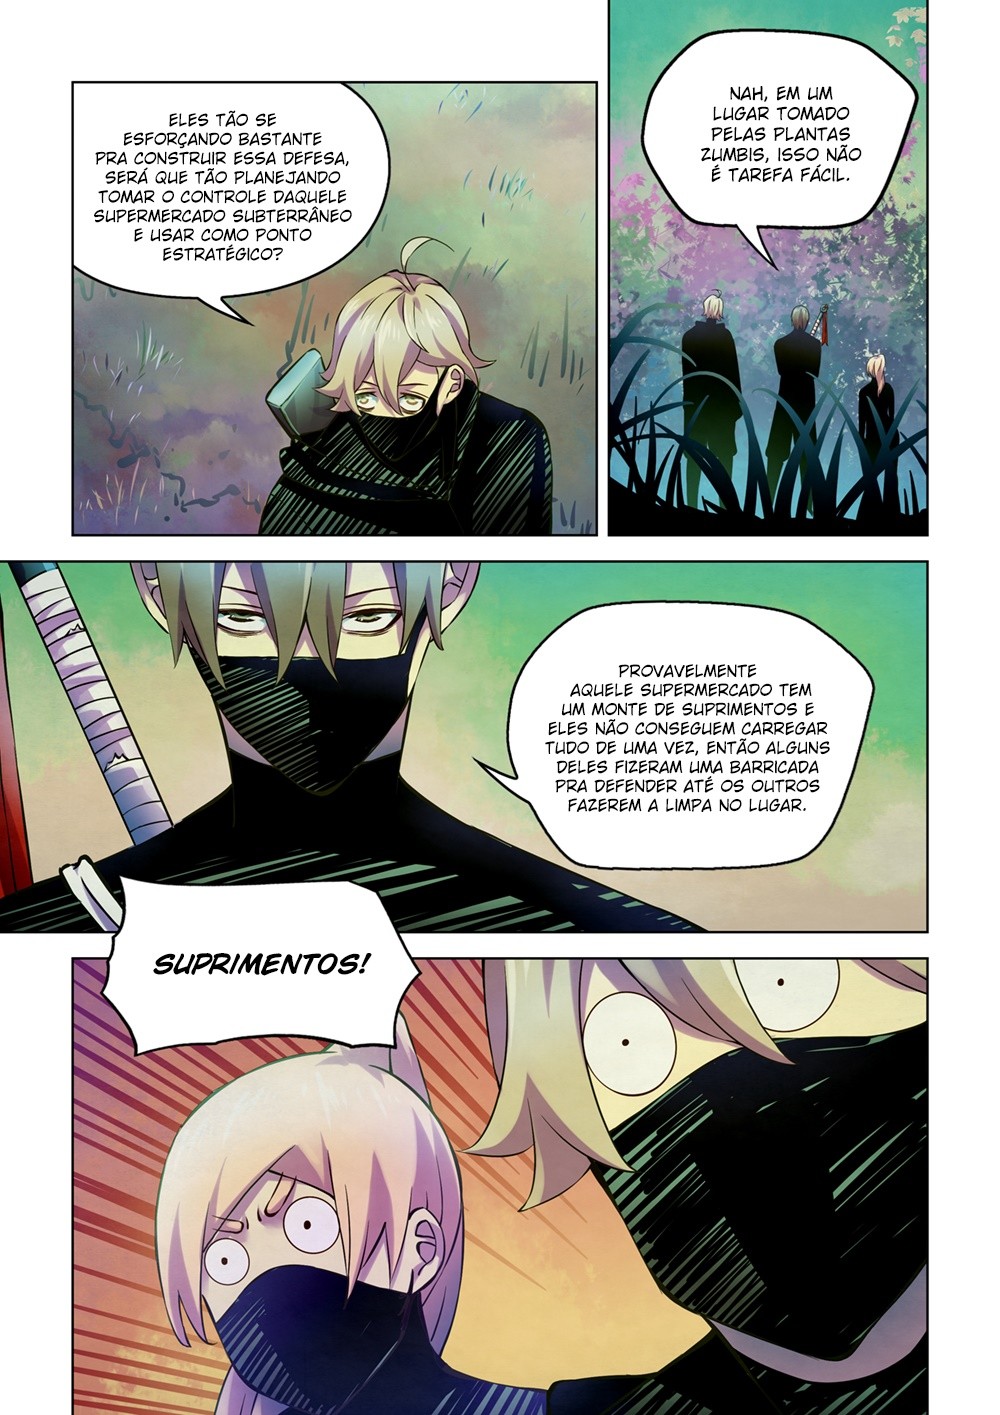 ELES TÃO SE
ESFORÇANDO BASTANTE
PRA CONSTRUIR ESSA DEFESA,
SERÁ QUE TÃO PLANEJANDO
TOMAR O CONTROLE DAQUELE
SUPERMERCADO SUBTERRÂNEO
E USAR COMO PONTO
ESTRATÉGICO?
NAH, EM UM
LUGAR TOMADO
PELAS PLANTAS
ZUMBIS, ISSO NÃO
É TAREFA FÁCIL.
PROVAVELMENTE
AQUELE SUPERMERCADO TEM
UM MONTE DE SUPRIMENTOS E
ELES NÃO CONSEGUEM CARREGAR
TUDO DE UMA VEZ, ENTÃO ALGUNS
DELES FIZERAM UMA BARRICADA
PRA DEFENDER ATÉ OS OUTROS
FAZEREM A LIMPA NO LUGAR.
SUPRIMENTOS!